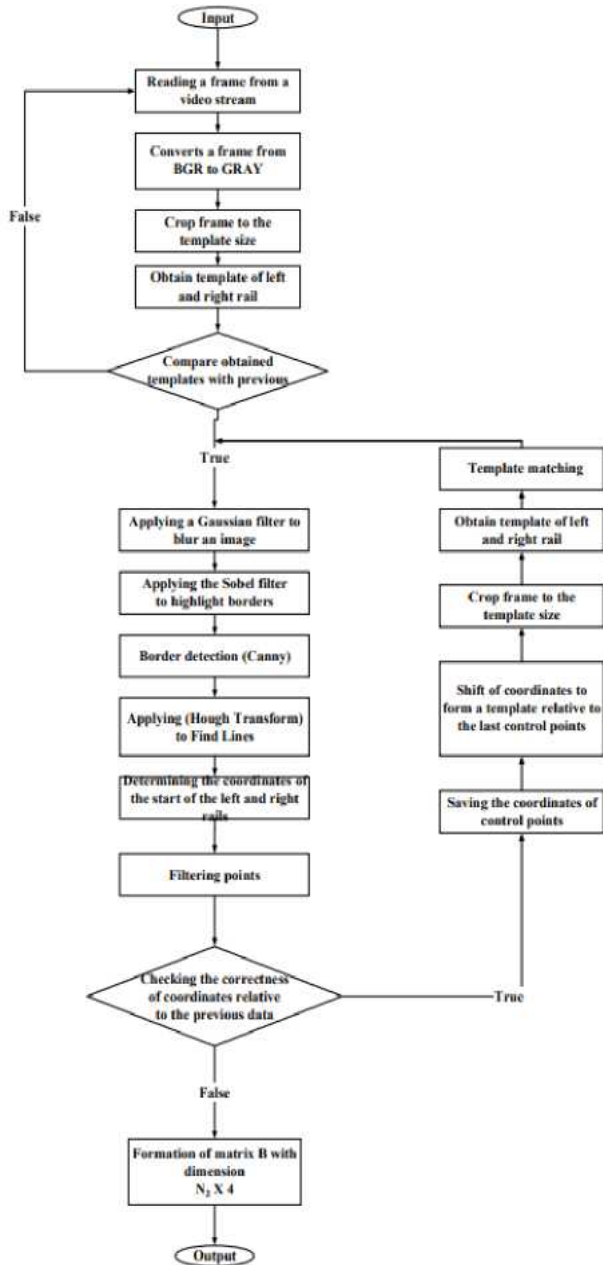 Input
Reading a frame from a
video stream
Converts a frame from
BGR to GRAY
False
Crop frame to the
template size
Obtain template of left
and right rail
Compare obtained
templates with previous
True
Applying a Gaussian filter to
blur an image
Applying the Sobel filter
to highlight borders
Border detection (Canny)
Applying (Hough Transform)
to Find Lines
Determining the coordinates of
the start of the left and right
rails
Filtering points
Checking the correctness
of coordinates relative
to the previous data
True
Saving the coordinates of
control points
Shift of coordinates to
form a template relative to
the last control points
Crop frame to the
template size
Obtain template of left
and right rail
Template matching
False
Formation of matrix B with
dimension
N₂ X 4
Output